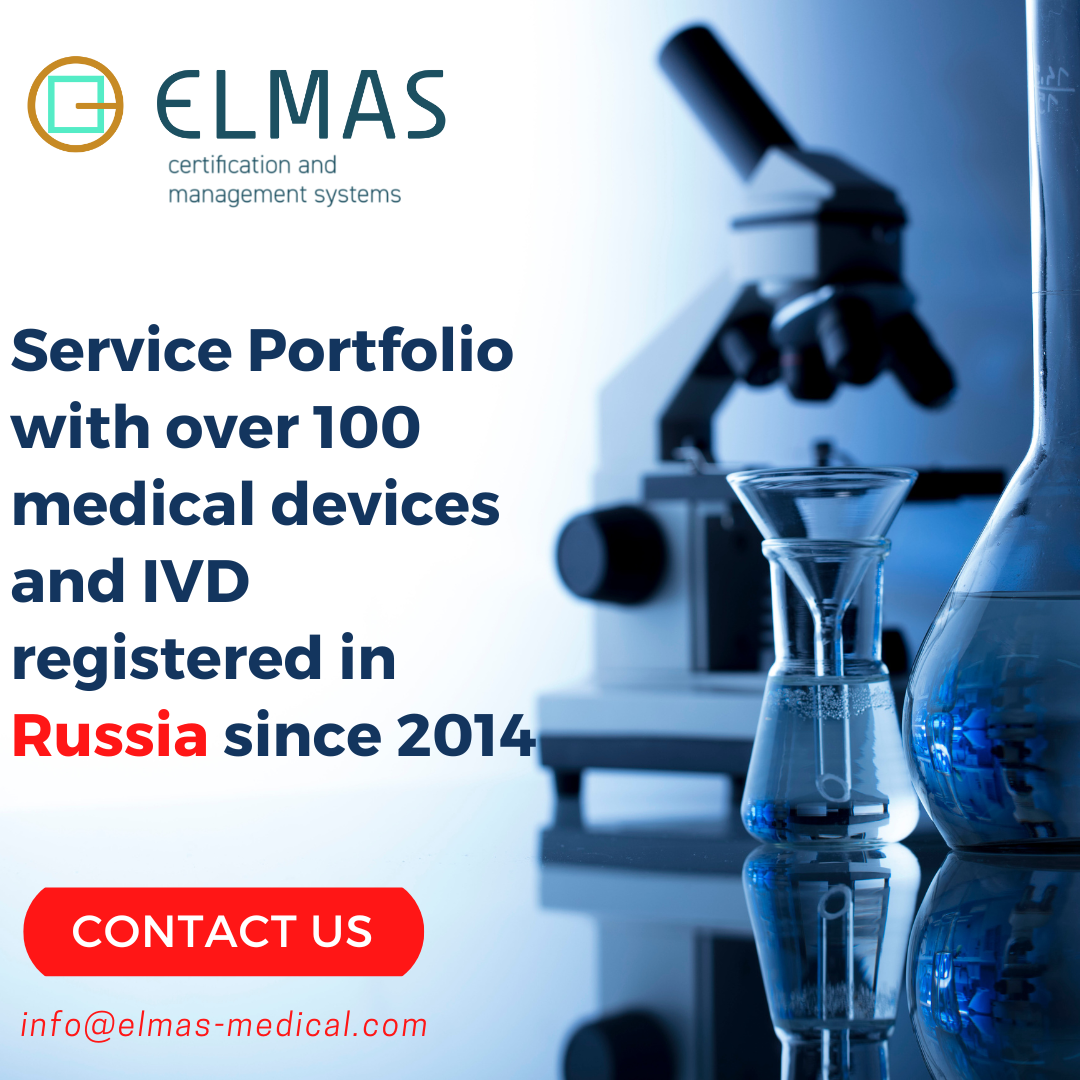 ELMAS
certification and
management systems
Service Portfolio
with over 100
medical devices
and IVD
registered in
Russia since 2014
CONTACT US
info@elmas-medical.com